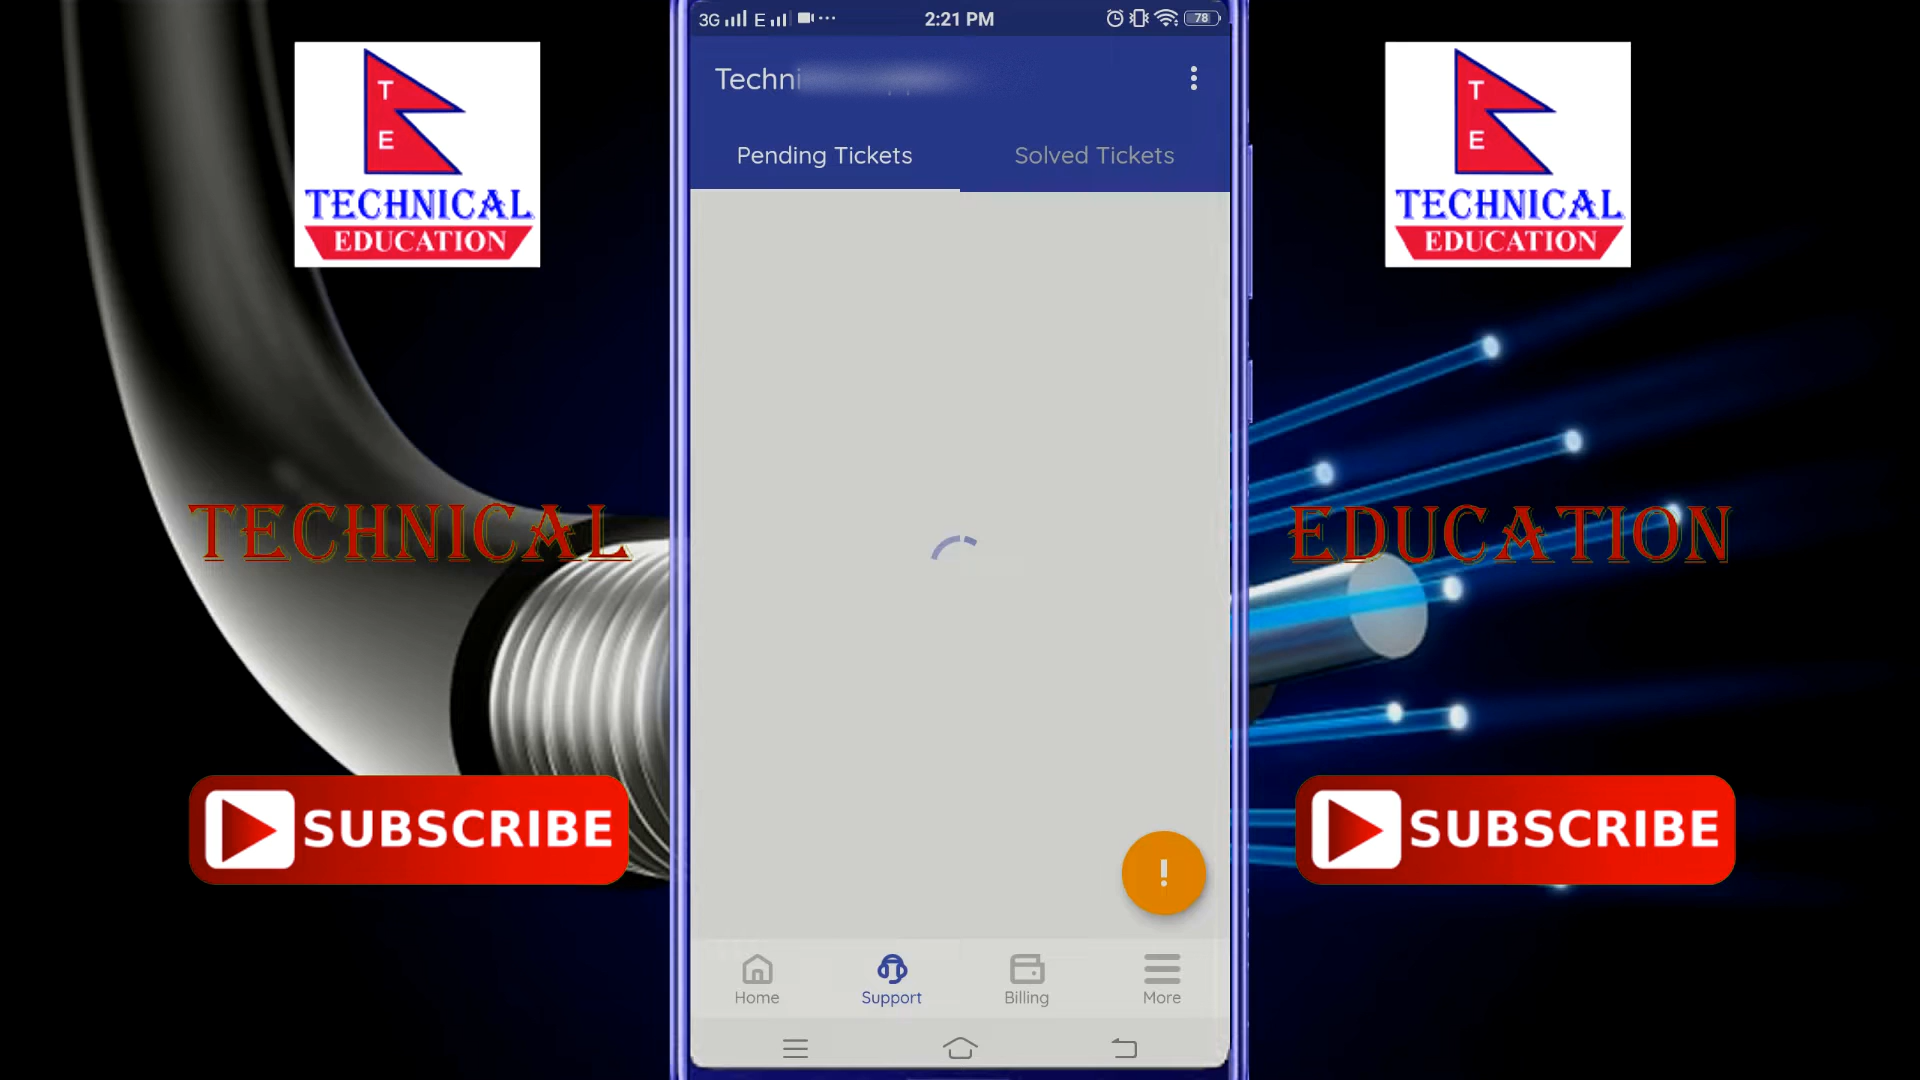 3G E 2:21 PM 78
T
E
TECHNICAL
EDUCATION
Techni
Pending Tickets Solved Tickets
T
E
TECHNICAL
EDUCATION
TECHNICAL
EDUCATION
SUBSCRIBE
SUBSCRIBE
!
Home Support Billing More